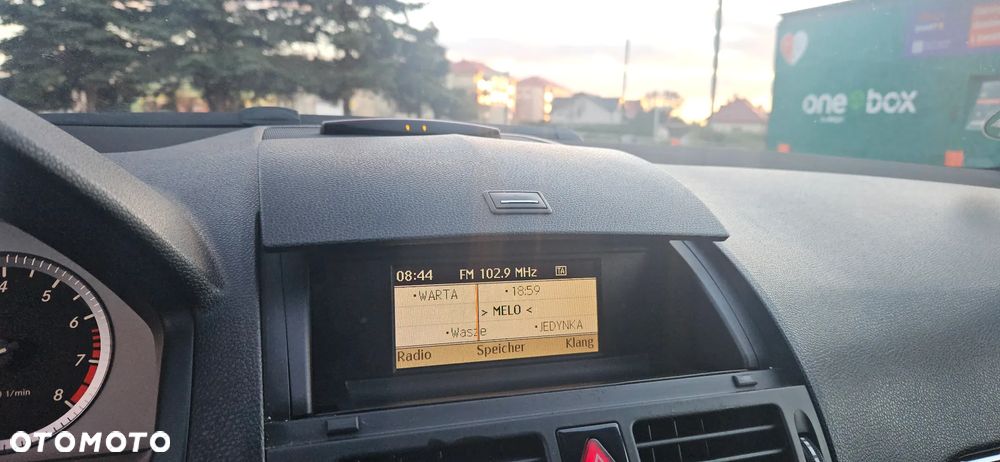 one box
08:44 FM 102.9 MHz TA
•WARTA •18:59
> MELO <
•Wasze •JEDYNKA
Radio Speicher Klang
4 5 6 7 8
1/min
OTOMOTO